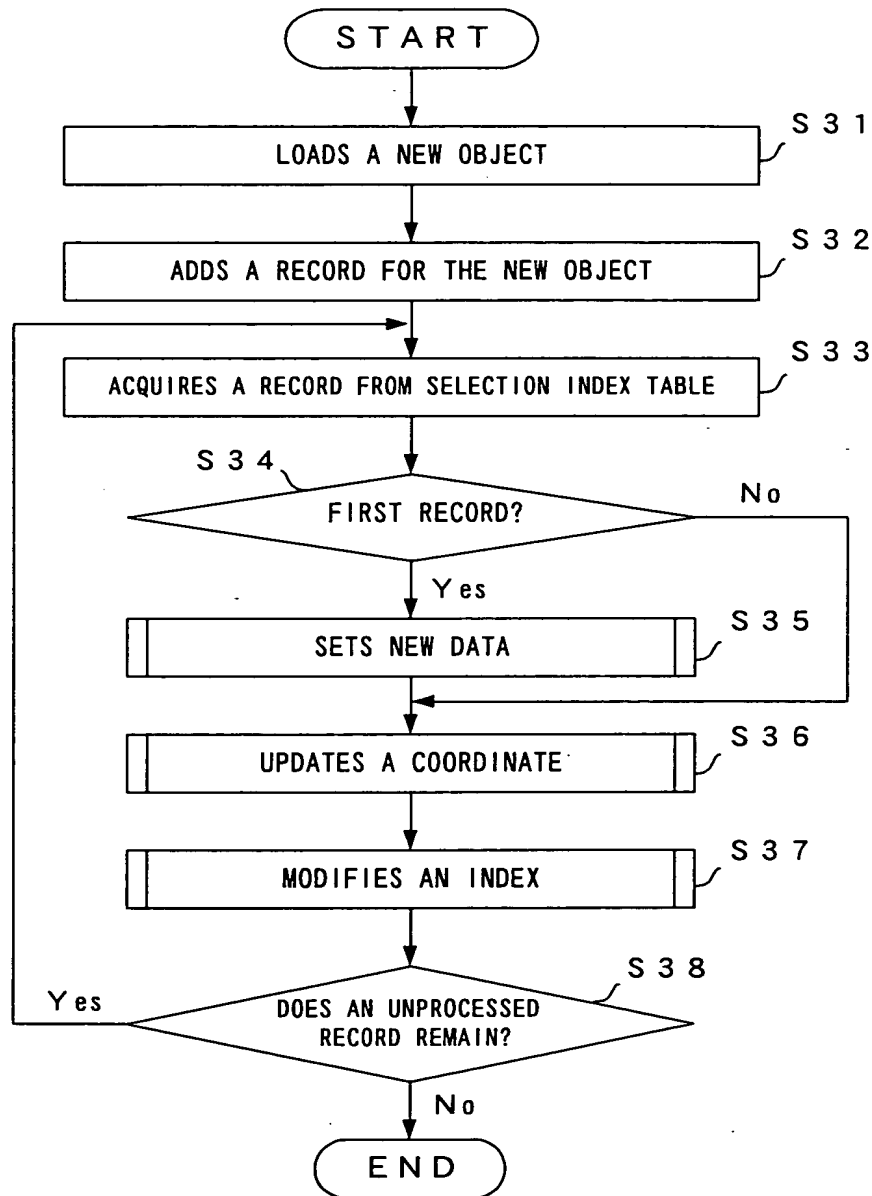 START
S31
LOADS A NEW OBJECT
S32
ADDS A RECORD FOR THE NEW OBJECT
S33
ACQUIRES A RECORD FROM SELECTION INDEX TABLE
S34
FIRST RECORD?
No
Yes
S35
SETS NEW DATA
S36
UPDATES A COORDINATE
S37
MODIFIES AN INDEX
S38
Yes
DOES AN UNPROCESSED
RECORD REMAIN?
No
END